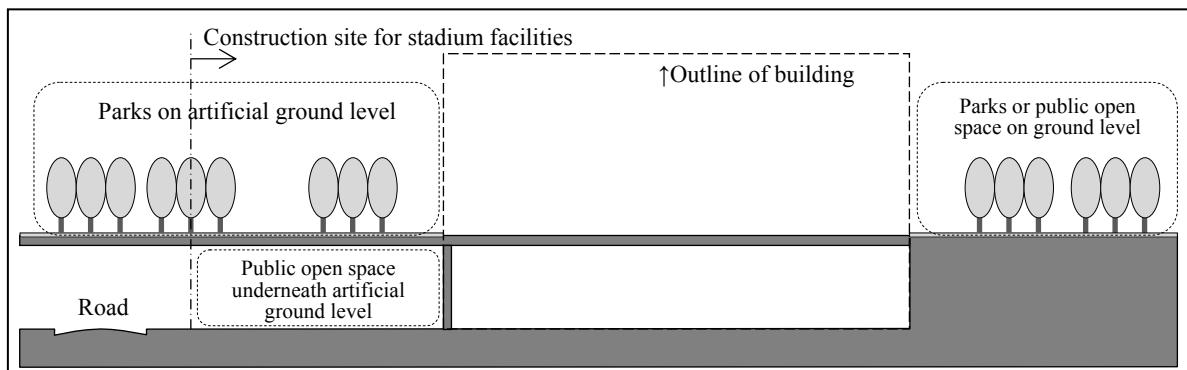 Construction site for stadium facilities
↑Outline of building
Parks on artificial ground level
Parks or public open
space on ground level
Public open space
underneath artificial
ground level
Road